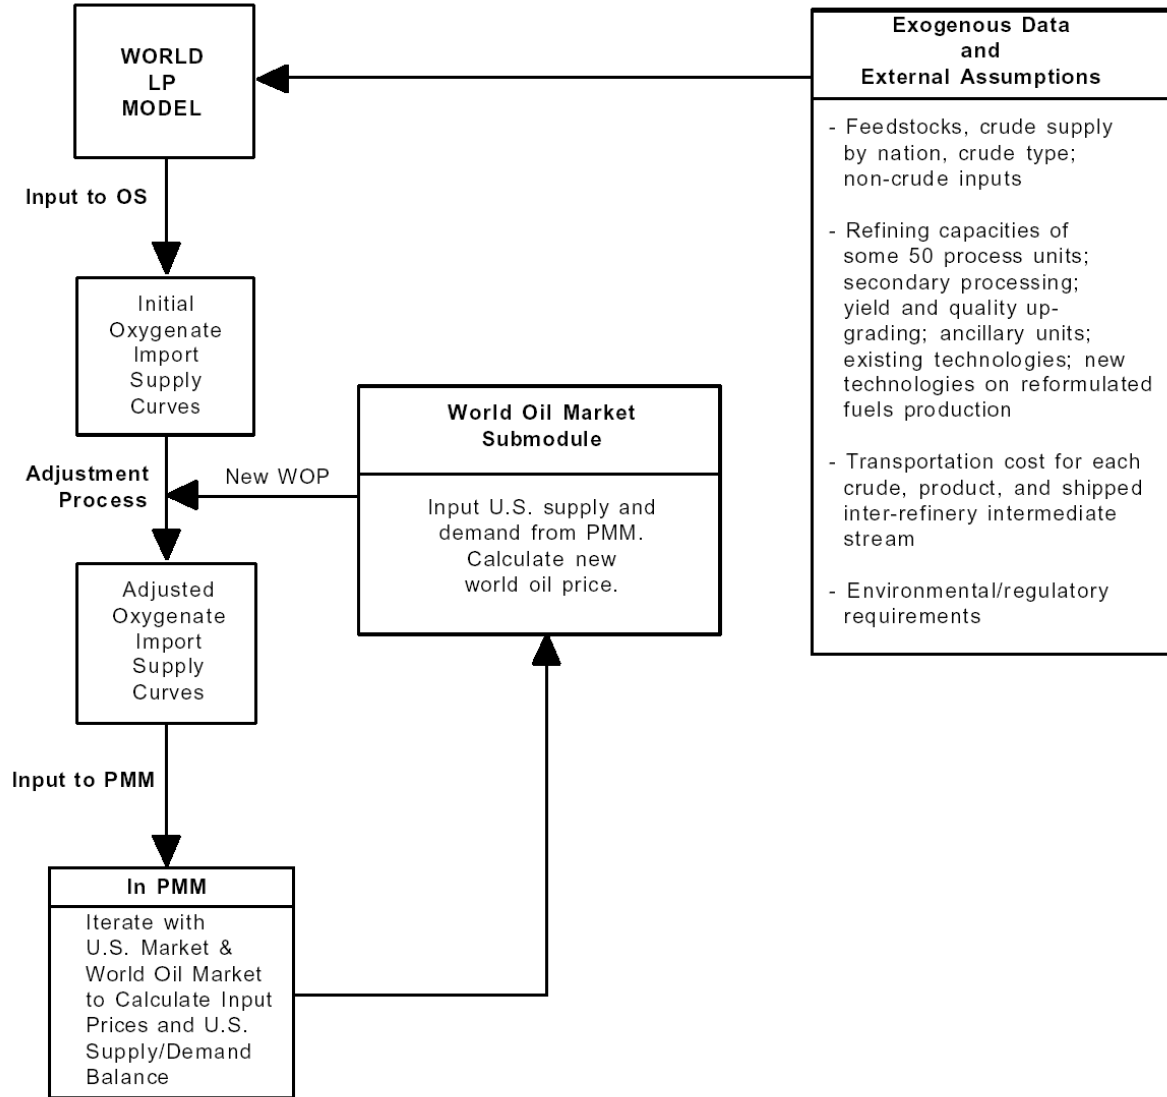 WORLD
LP
MODEL
Exogenous Data
and
External Assumptions
- Feedstocks, crude supply
by nation, crude type;
non-crude inputs
- Refining capacities of
some 50 process units;
secondary processing;
yield and quality up-
grading; ancillary units;
existing technologies; new
technologies on reformulated
fuels production
- Transportation cost for each
crude, product, and shipped
inter-refinery intermediate
stream
- Environmental/regulatory
requirements
Input to OS
Initial
Oxygenate
Import
Supply
Curves
Adjustment
Process
New WOP
World Oil Market
Submodule
Input U.S. supply and
demand from PMM.
Calculate new
world oil price.
Adjusted
Oxygenate
Import
Supply
Curves
Input to PMM
In PMM
Iterate with
U.S. Market &
World Oil Market
to Calculate Input
Prices and U.S.
Supply/Demand
Balance